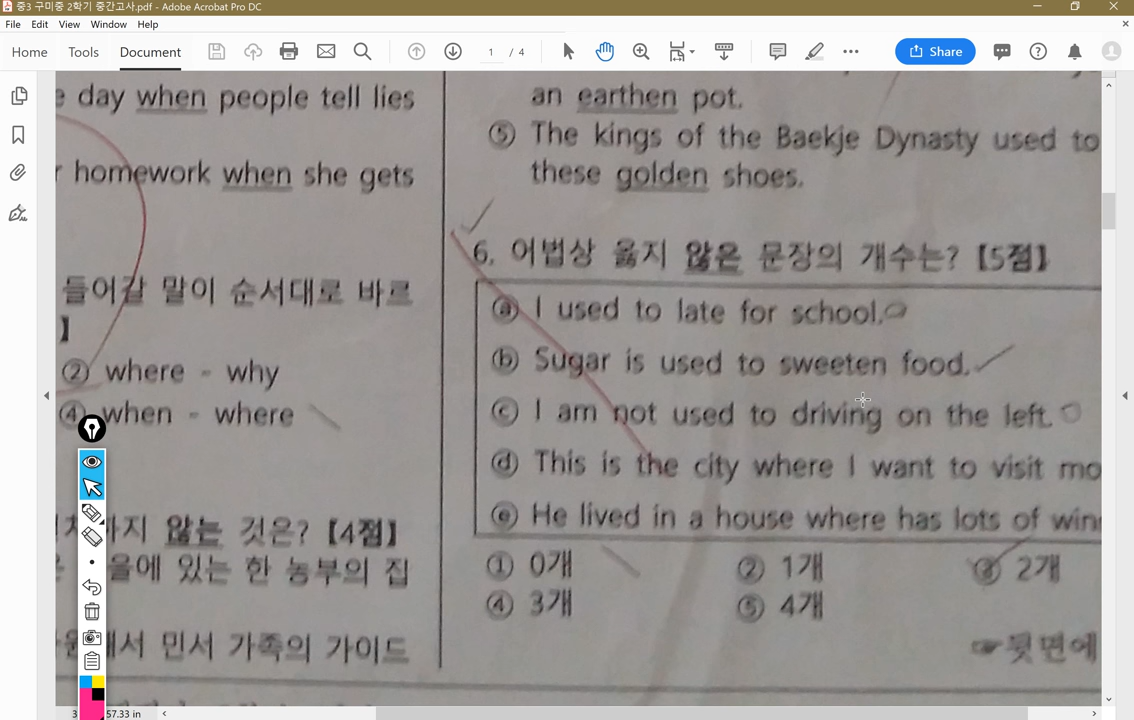 중3 구미중 2학기 중간고사.pdf - Adobe Acrobat Pro DC
File Edit View Window Help
Home Tools Document 1 / 4 Share
day when people tell lies
homework when she gets
들어갈 말이 순서대로 바르
】
② where - why
④ when - where
않는 것은? 【4점】
있는 한 농부의 집
민서 가족의 가이드
an earthen pot.
⑤ The kings of the Baekje Dynasty used to
these golden shoes.
6. 어법상 옳지 않은 문장의 개수는? 【5점】
ⓐ I used to late for school.
ⓑ Sugar is used to sweeten food.
ⓒ I am not used to driving on the left.
ⓓ This is the city where I want to visit mo
ⓔ He lived in a house where has lots of win
① 0개 ② 1개 ③ 2개
④ 3개 ⑤ 4개
☞뒷면에
57.33 in